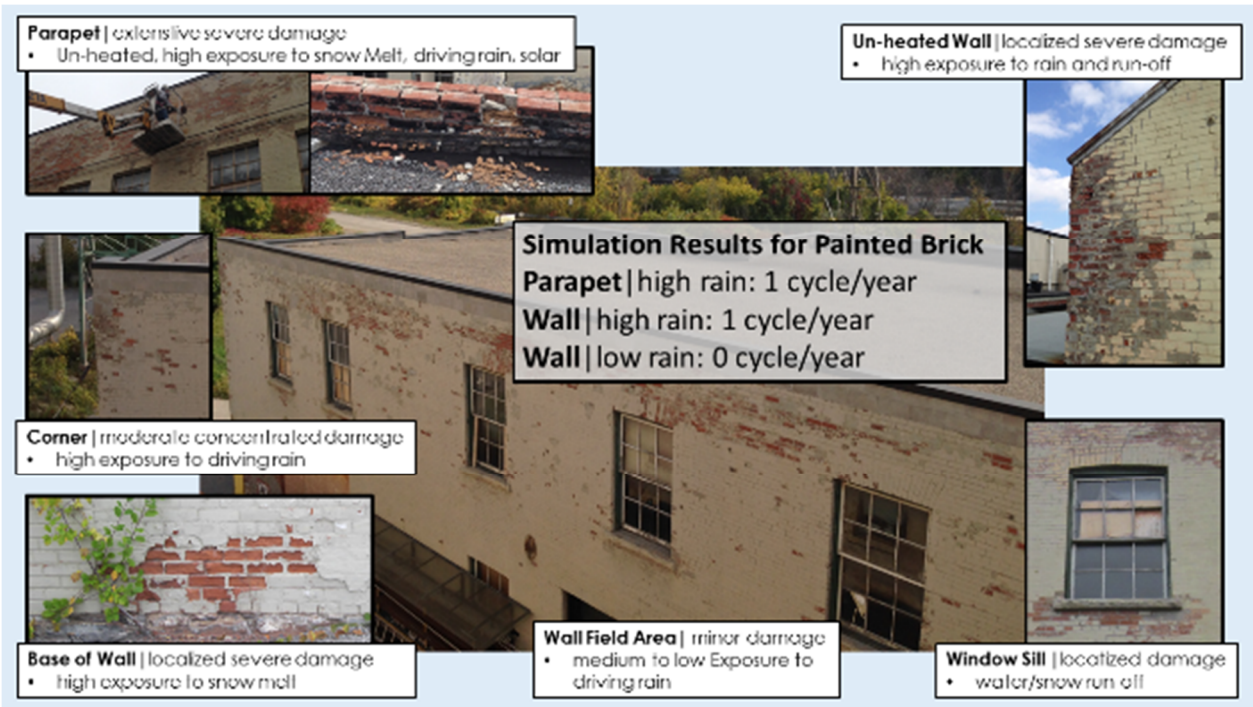 Parapet| extensive severe damage
• Un-heated, high exposure to snow Melt, driving rain, solar
Un-heated Wall|localized severe damage
• high exposure to rain and run-off
Simulation Results for Painted Brick
Parapet|high rain: 1 cycle/year
Wall|high rain: 1 cycle/year
Wall|low rain: 0 cycle/year
Corner|moderate concentrated damage
• high exposure to driving rain
Base of Wall|localized severe damage
• high exposure to snow melt
Wall Field Area| minor damage
• medium to low Exposure to
driving rain
Window Sill |localized damage
• water/snow run off